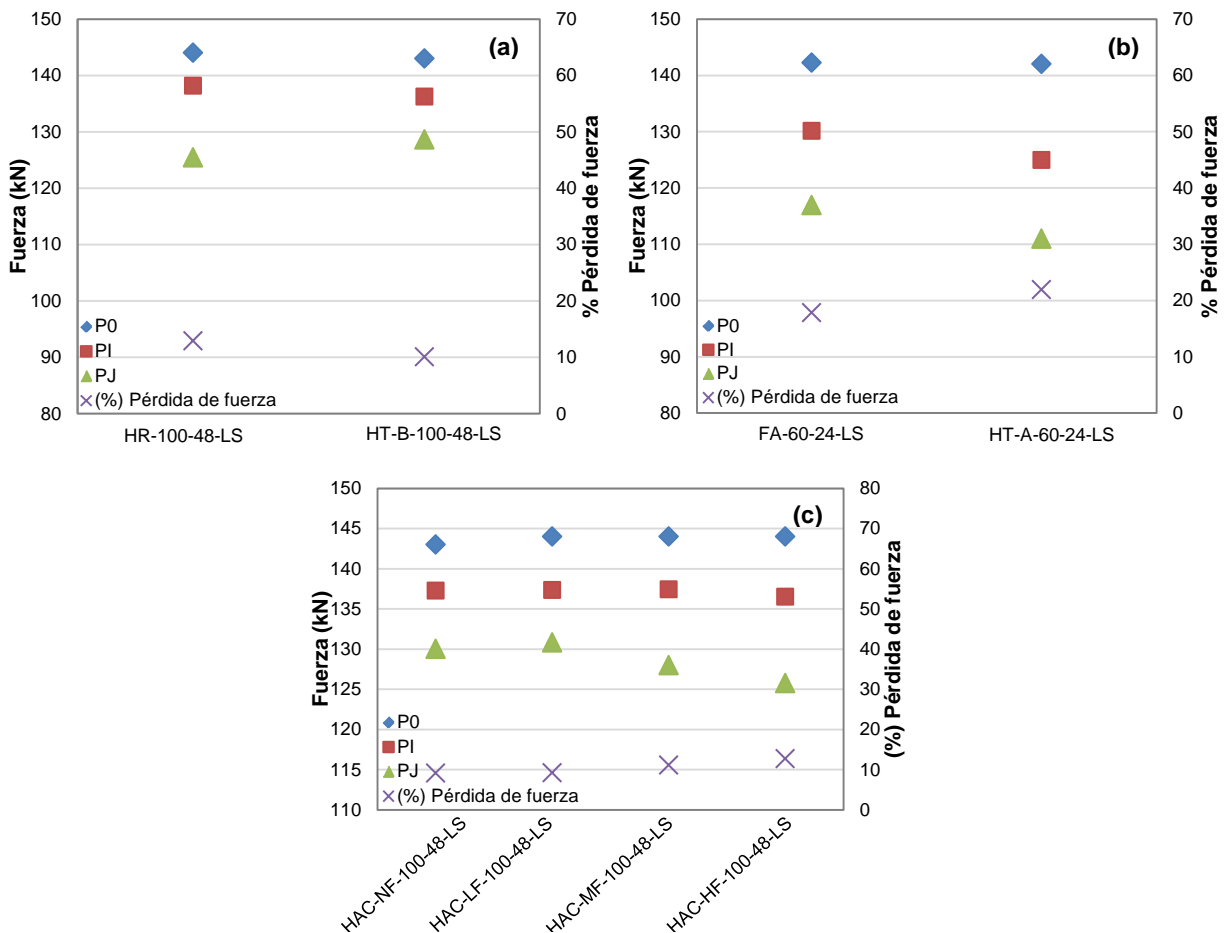 (a)
Fuerza (kN)
150
140
130
120
110
100
90
80
70
60
50
40
30
20
10
0
% Pérdida de fuerza
P0
PI
PJ
(%) Pérdida de fuerza
HR-100-48-LS
HT-B-100-48-LS
(b)
Fuerza (kN)
150
140
130
120
110
100
90
80
70
60
50
40
30
20
10
0
% Pérdida de fuerza
P0
PI
PJ
(%) Pérdida de fuerza
FA-60-24-LS
HT-A-60-24-LS
(c)
Fuerza (kN)
150
145
140
135
130
125
120
115
110
80
70
60
50
40
30
20
10
0
(%) Pérdida de fuerza
P0
PI
PJ
(%) Pérdida de fuerza
HAC-NF-100-48-LS
HAC-LF-100-48-LS
HAC-MF-100-48-LS
HAC-HF-100-48-LS